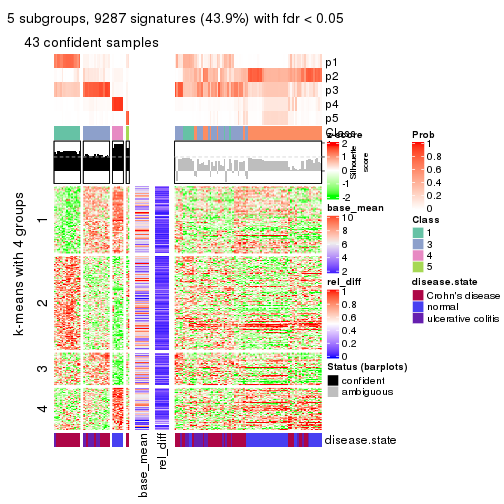 5 subgroups, 9287 signatures (43.9%) with fdr < 0.05
43 confident samples
p1
p2
p3
p4
p5
Class
Silhouette
score
k-means with 4 groups
1
2
3
4
base_mean
rel_diff
disease.state
z-score
2
1
0
-1
-2
base_mean
10
8
6
4
2
rel_diff
1
0.8
0.6
0.4
0.2
0
Status (barplots)
confident
ambiguous
Prob
1
0.8
0.6
0.4
0.2
0
Class
1
3
4
5
disease.state
Crohn's disease
normal
ulcerative colitis